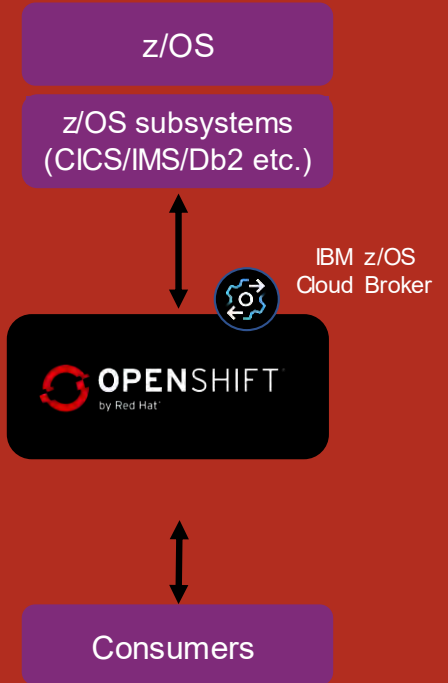 z/OS
z/OS subsystems
(CICS/IMS/Db2 etc.)
IBM z/OS
Cloud Broker
OPENSHIFT
by Red Hat
Consumers